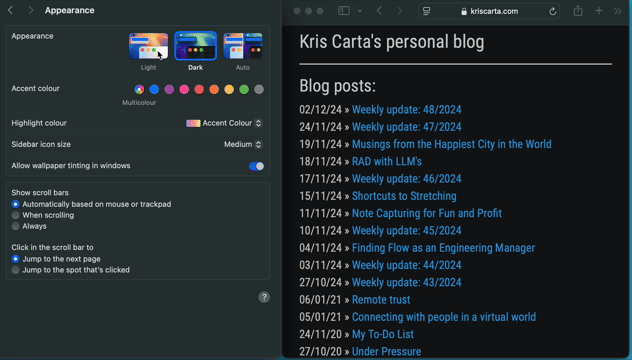 Appearance
Appearance
Light
Dark
Auto
Accent colour
Multicolour
Highlight colour
Accent Colour
Sidebar icon size
Medium
Allow wallpaper tinting in windows
Show scroll bars
Automatically based on mouse or trackpad
When scrolling
Always
Click in the scroll bar to
Jump to the next page
Jump to the spot that's clicked
?
kriscarta.com
Kris Carta's personal blog
Blog posts:
02/12/24 » Weekly update: 48/2024
24/11/24 » Weekly update: 47/2024
19/11/24 » Musings from the Happiest City in the World
18/11/24 » RAD with LLM's
17/11/24 » Weekly update: 46/2024
15/11/24 » Shortcuts to Stretching
11/11/24 » Note Capturing for Fun and Profit
10/11/24 » Weekly update: 45/2024
04/11/24 » Finding Flow as an Engineering Manager
03/11/24 » Weekly update: 44/2024
27/10/24 » Weekly update: 43/2024
06/01/21 » Remote trust
05/01/21 » Connecting with people in a virtual world
24/11/20 » My To-Do List
27/10/20 » Under Pressure